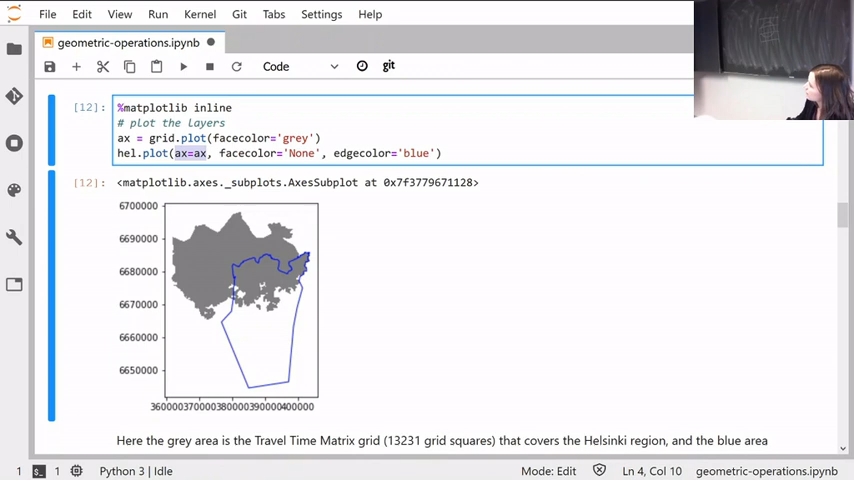 File Edit View Run Kernel Git Tabs Settings Help
geometric-operations.ipynb
Code
git
[12]:
%matplotlib inline
# plot the layers
ax = grid.plot(facecolor='grey')
hel.plot(ax=ax, facecolor='None', edgecolor='blue')
[12]:
<matplotlib.axes._subplots.AxesSubplot at 0x7f3779671128>
6700000
6690000
6680000
6670000
6660000
6650000
360000370000380000390000400000
Here the grey area is the Travel Time Matrix grid (13231 grid squares) that covers the Helsinki region, and the blue area
1 $_ 1 Python 3 | Idle Mode: Edit Ln 4, Col 10 geometric-operations.ipynb